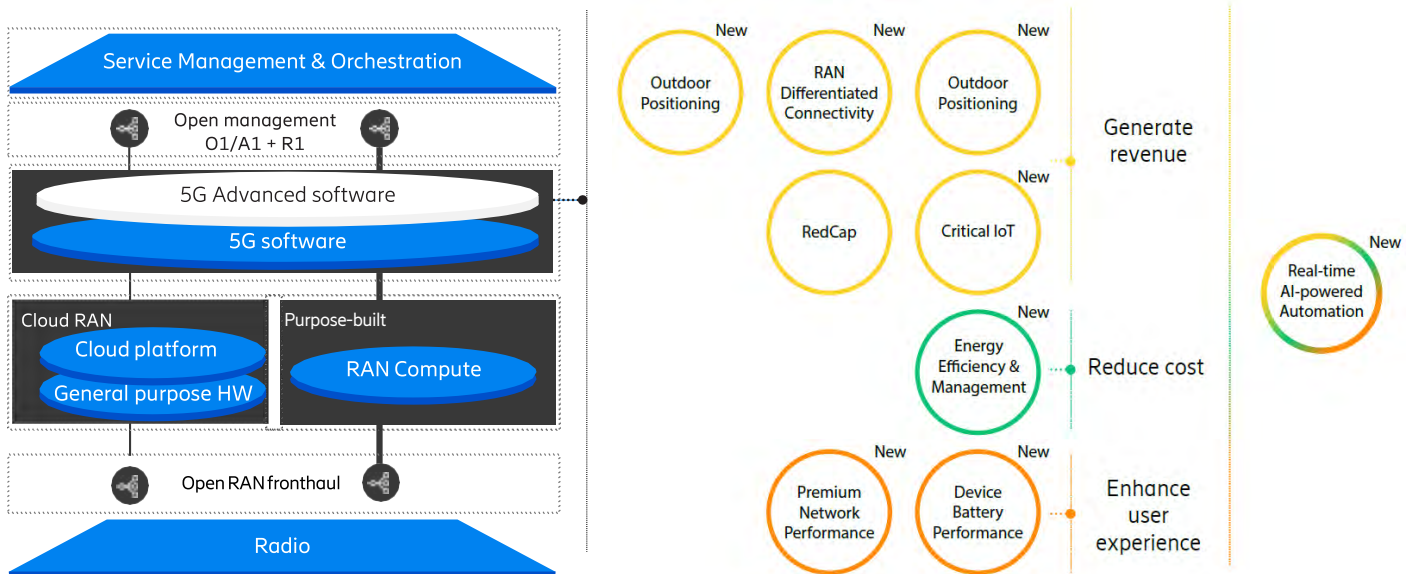 Service Management & Orchestration
Open management
O1/A1 + R1
5G Advanced software
5G software
Cloud RAN
Cloud platform
General purpose HW
Purpose-built
RAN Compute
Open RAN fronthaul
Radio
New
Outdoor
Positioning
New
RAN
Differentiated
Connectivity
New
Outdoor
Positioning
Generate
revenue
RedCap
New
Critical IoT
New
Energy
Efficiency &
Management
Reduce cost
New
Premium
Network
Performance
New
Device
Battery
Performance
Enhance
user
experience
New
Real-time
AI-powered
Automation